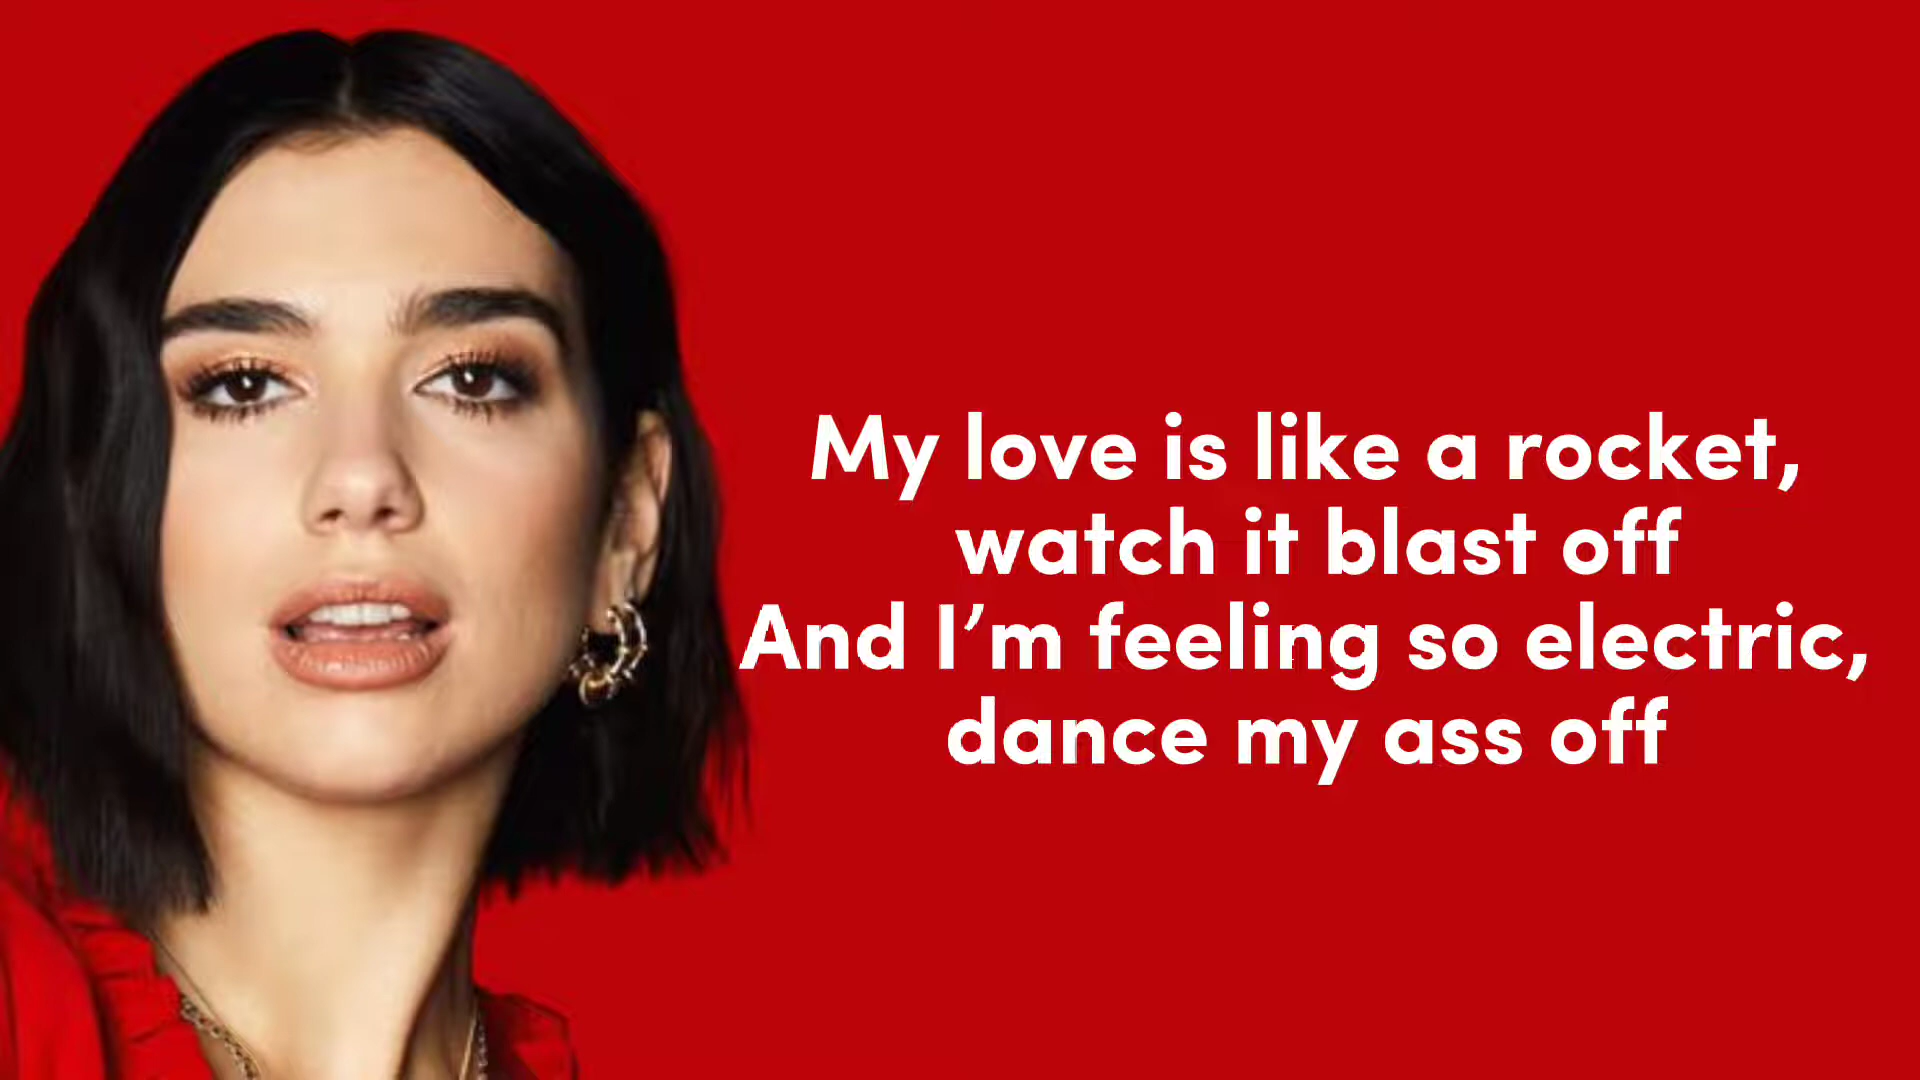 My love is like a rocket,
watch it blast off
And I’m feeling so electric,
dance my ass off